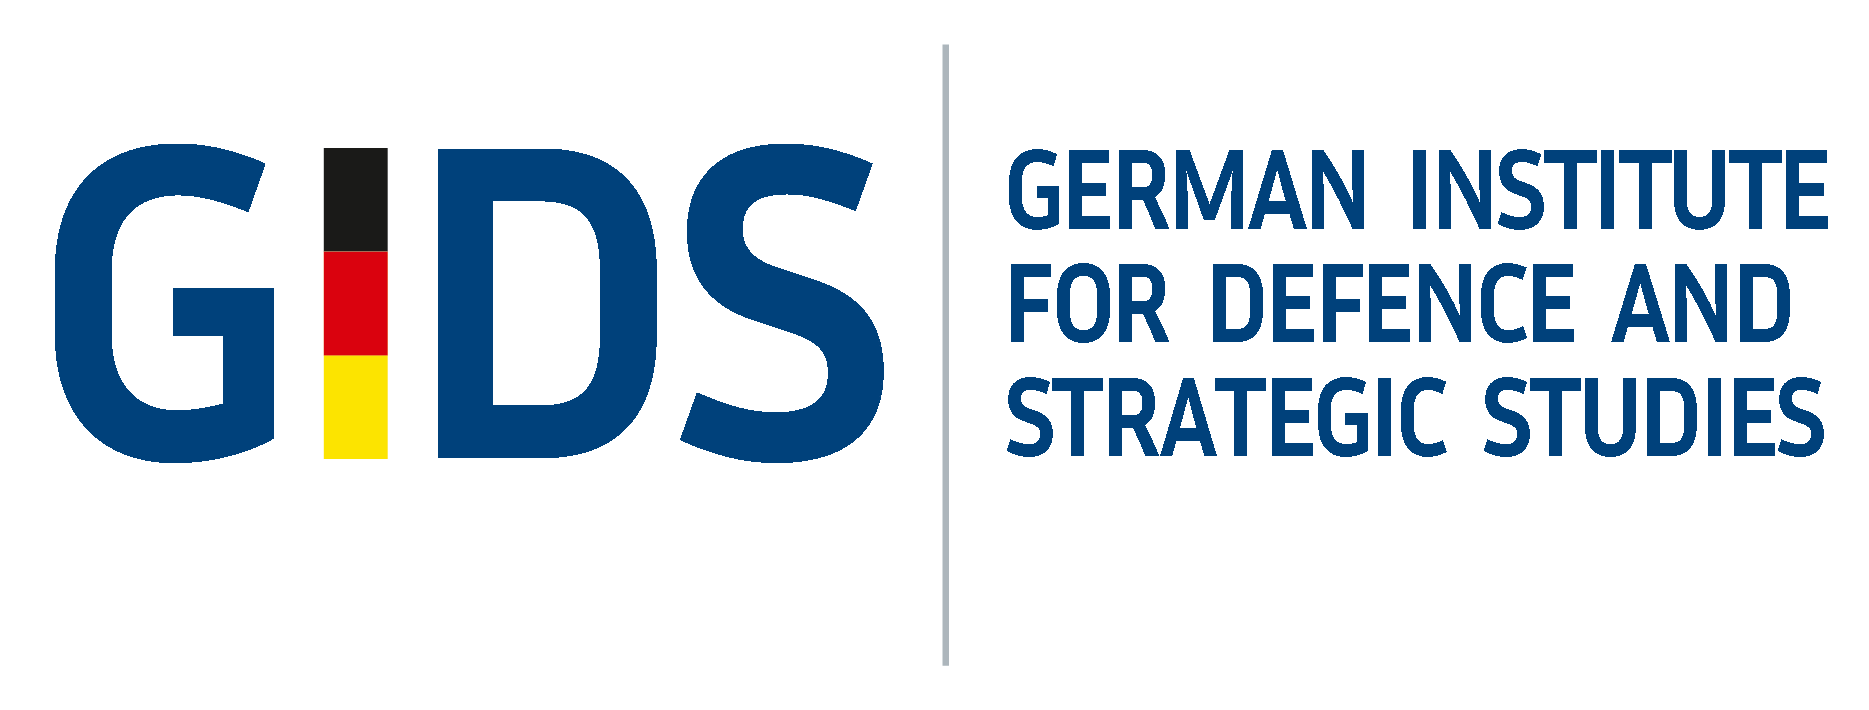 GIDS
GERMAN INSTITUTE
FOR DEFENCE AND
STRATEGIC STUDIES